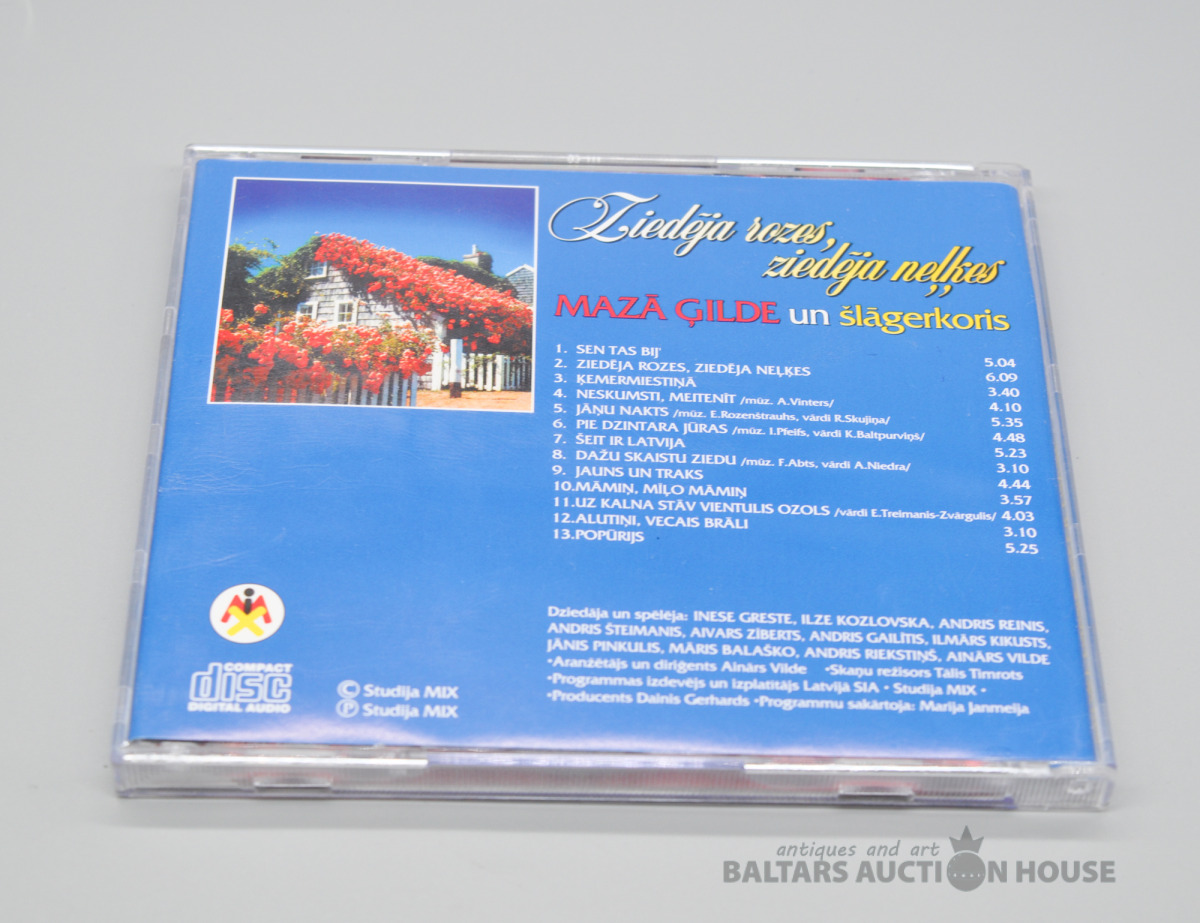 Ziedēja rozes,
ziedēja neļķes
MAZĀ ĢILDE un šlāgerkoris
1. SEN TAS BIJ' 5.04
2. ZIEDĒJA ROZES, ZIEDĒJA NEĻĶES 6.09
3. ĶEMERMIESTIŅĀ 3.40
4. NESKUMSTI, MEITENĪT /mūz. A.Vinters/ 4.10
5. JĀŅU NAKTS /mūz. E.Rozenštrauhs, vārdi R.Skujiņa/ 5.35
6. PIE DZINTARA JŪRAS /mūz. I.Pfeifs, vārdi K.Baltpurviņš/ 4.48
7. ŠEIT IR LATVIJA 5.23
8. DAŽU SKAISTU ZIEDU /mūz. F.Abts, vārdi A.Niedra/ 3.10
9. JAUNS UN TRAKS 4.44
10.MĀMIŅ, MĪĻO MĀMIŅ 3.57
11.UZ KALNA STĀV VIENTULIS OZOLS /vārdi E.Treimanis-Zvārgulis/ 4.03
12.ALUTIŅI, VECAIS BRĀLI 3.10
13.POPŪRIJS 5.25
Dziedāja un spēlēja: INESE GRESTE, ILZE KOZLOVSKA, ANDRIS REINIS,
ANDRIS ŠTEIMANIS, AIVARS ZĪBERTS, ANDRIS GAILĪTIS, ILMĀRS KIKUSTS,
JĀNIS PINKULIS, MĀRIS BALAŠKO, ANDRIS RIEKSTIŅŠ, AINĀRS VILDE
•Aranžētājs un diriģents Ainārs Vilde •Skaņu režisors Tālis Timrots
•Programmas izdevējs un izplatītājs Latvijā SIA • Studija MIX •
•Producents Dainis Gerhards •Programmu sakārtoja: Marija Janmeija
MiX
COMPACT
disc
DIGITAL AUDIO
© Studija MIX
℗ Studija MIX
antiques and art
BALTARS AUCTION HOUSE